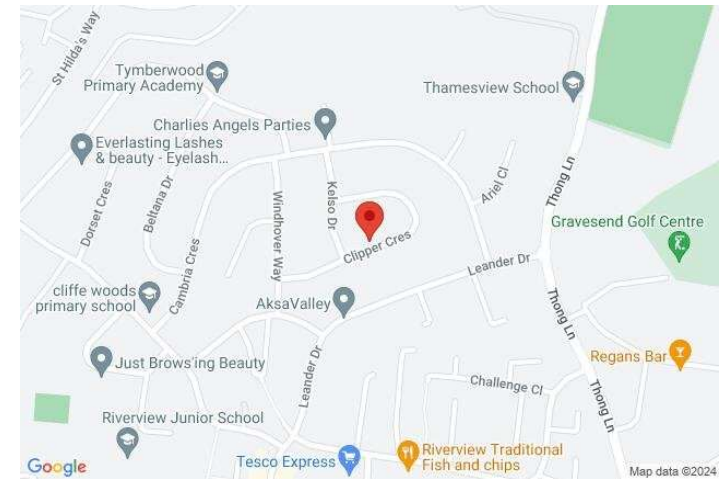 St Hilda's Way
Tymberwood
Primary Academy
Thamesview School
Charlies Angels Parties
Everlasting Lashes
& beauty - Eyelash...
Dorset Cres
Beltana Dr
Cambria Cres
Windhover Way
Kelso Dr
Clipper Cres
Ariel Cl
Thong Ln
Gravesend Golf Centre
Leander Dr
cliffe woods
primary school
AksaValley
Thong Ln
Just Brows'ing Beauty
Leander Dr
Regans Bar
Challenge Cl
Thong Ln
Riverview Junior School
Tesco Express
Riverview Traditional
Fish and chips
Google
Map data ©2024